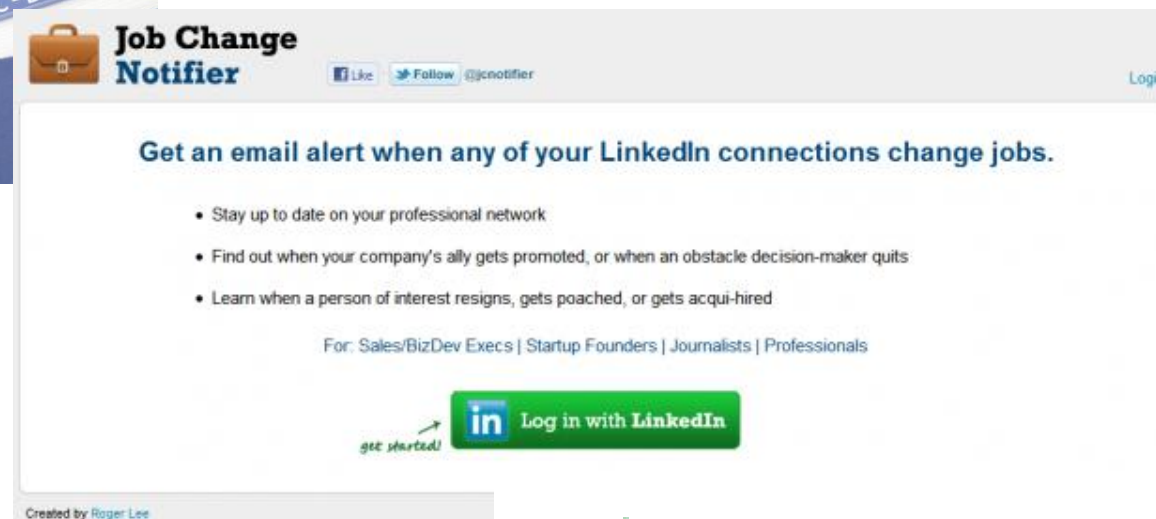 Job Change
Notifier
Like
Follow @jcnotifier
Logi
Get an email alert when any of your LinkedIn connections change jobs.
• Stay up to date on your professional network
• Find out when your company's ally gets promoted, or when an obstacle decision-maker quits
• Learn when a person of interest resigns, gets poached, or gets acqui-hired
For: Sales/BizDev Execs | Startup Founders | Journalists | Professionals
in Log in with LinkedIn
get started!
Created by Roger Lee